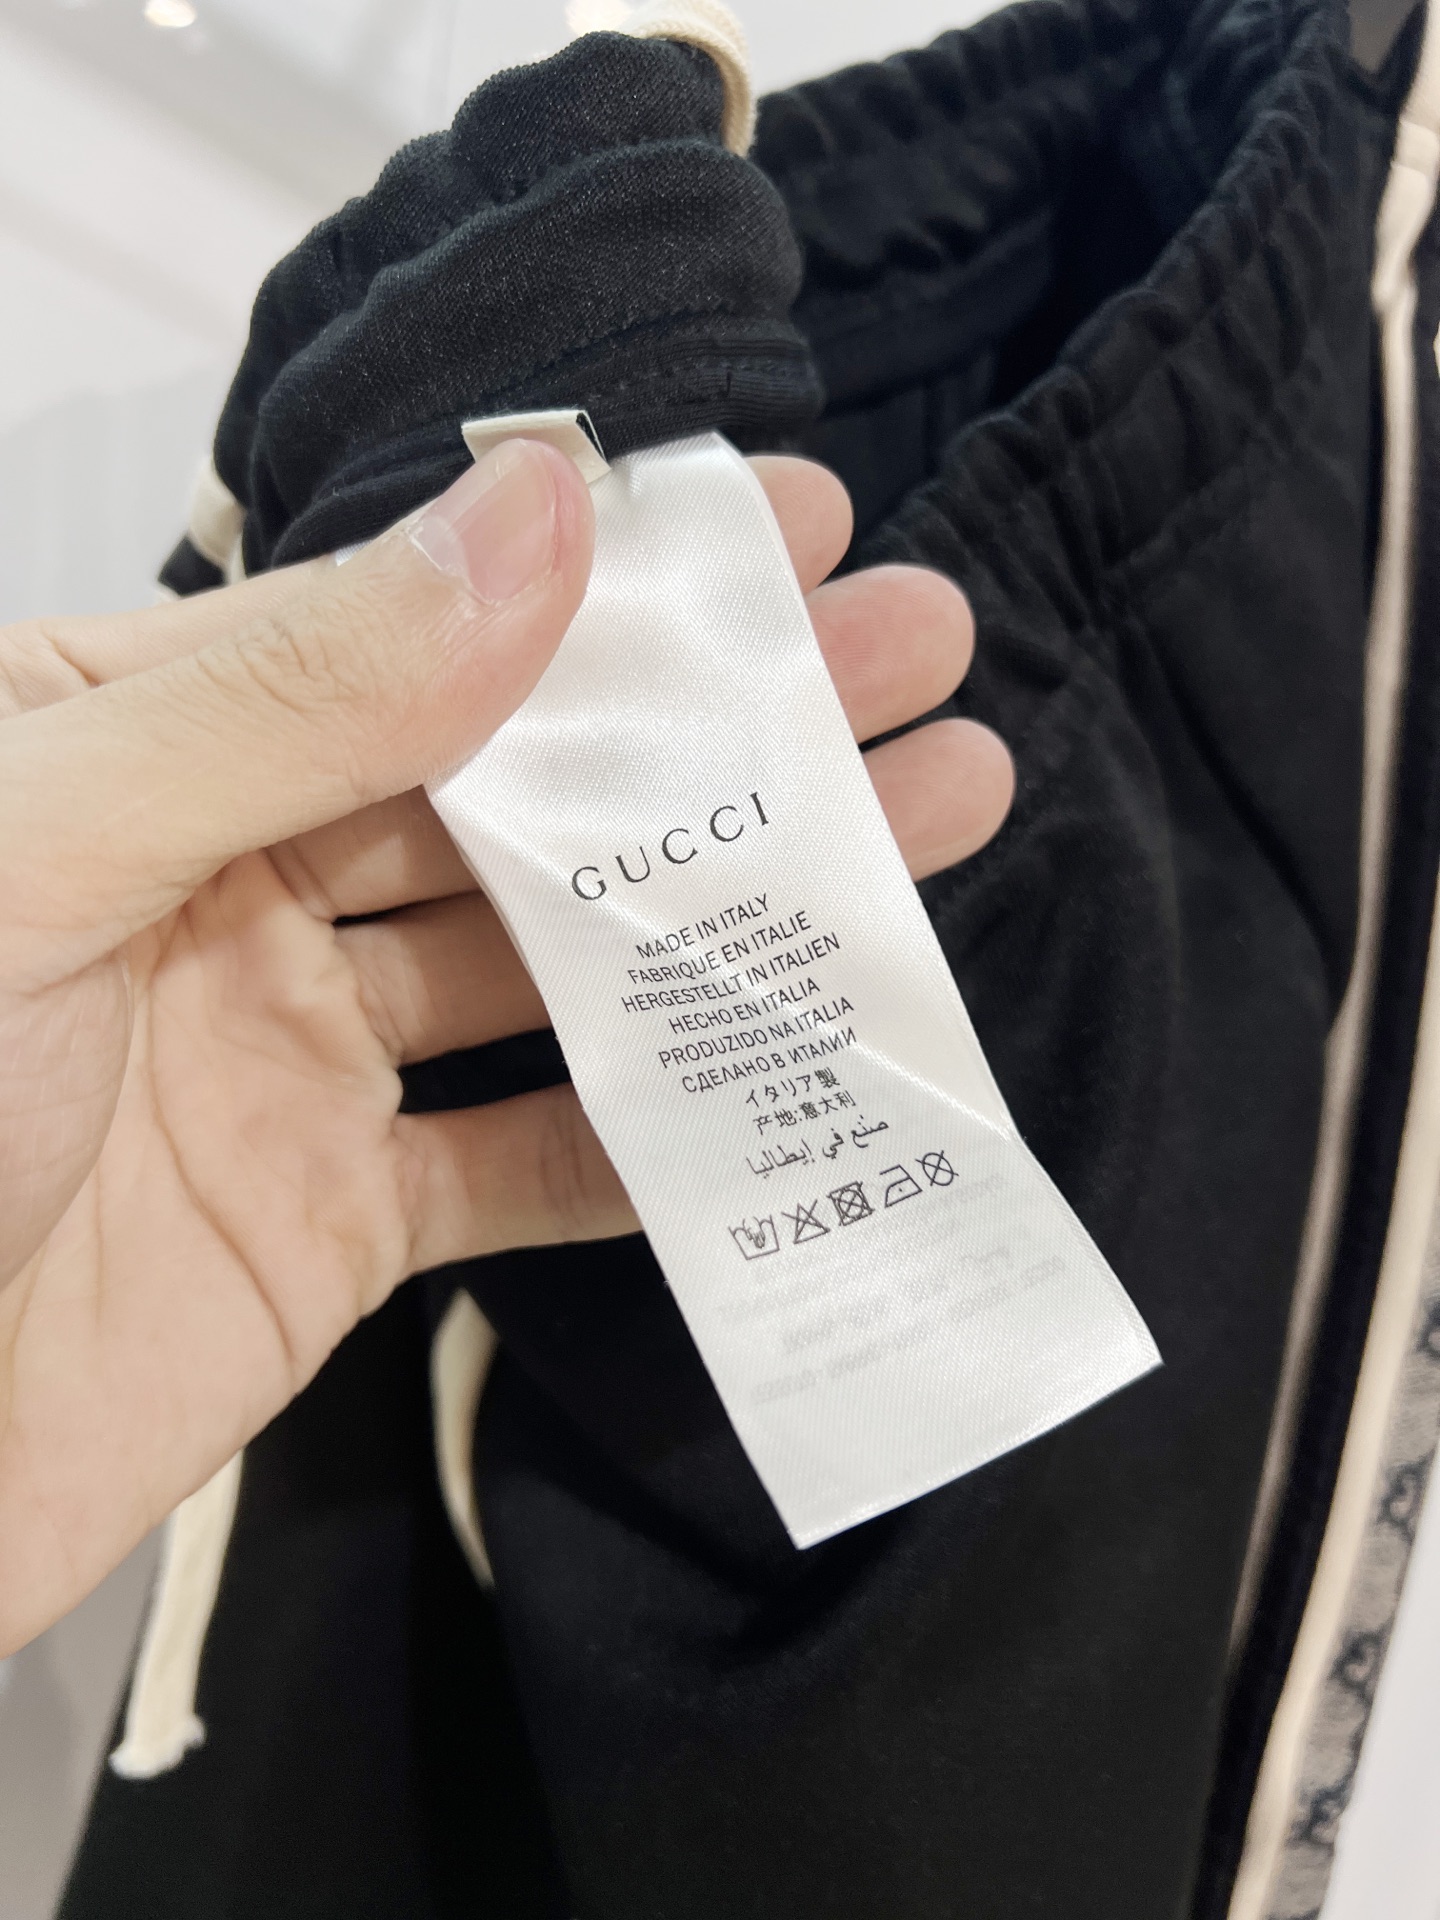 GUCCI
MADE IN ITALY
FABRIQUE EN ITALIE
HERGESTELLT IN ITALIEN
HECHO EN ITALIA
PRODUZIDO NA ITALIA
СДЕЛАНО В ИТАЛИИ
イタリア製
产地:意大利
صنع في إيطاليا